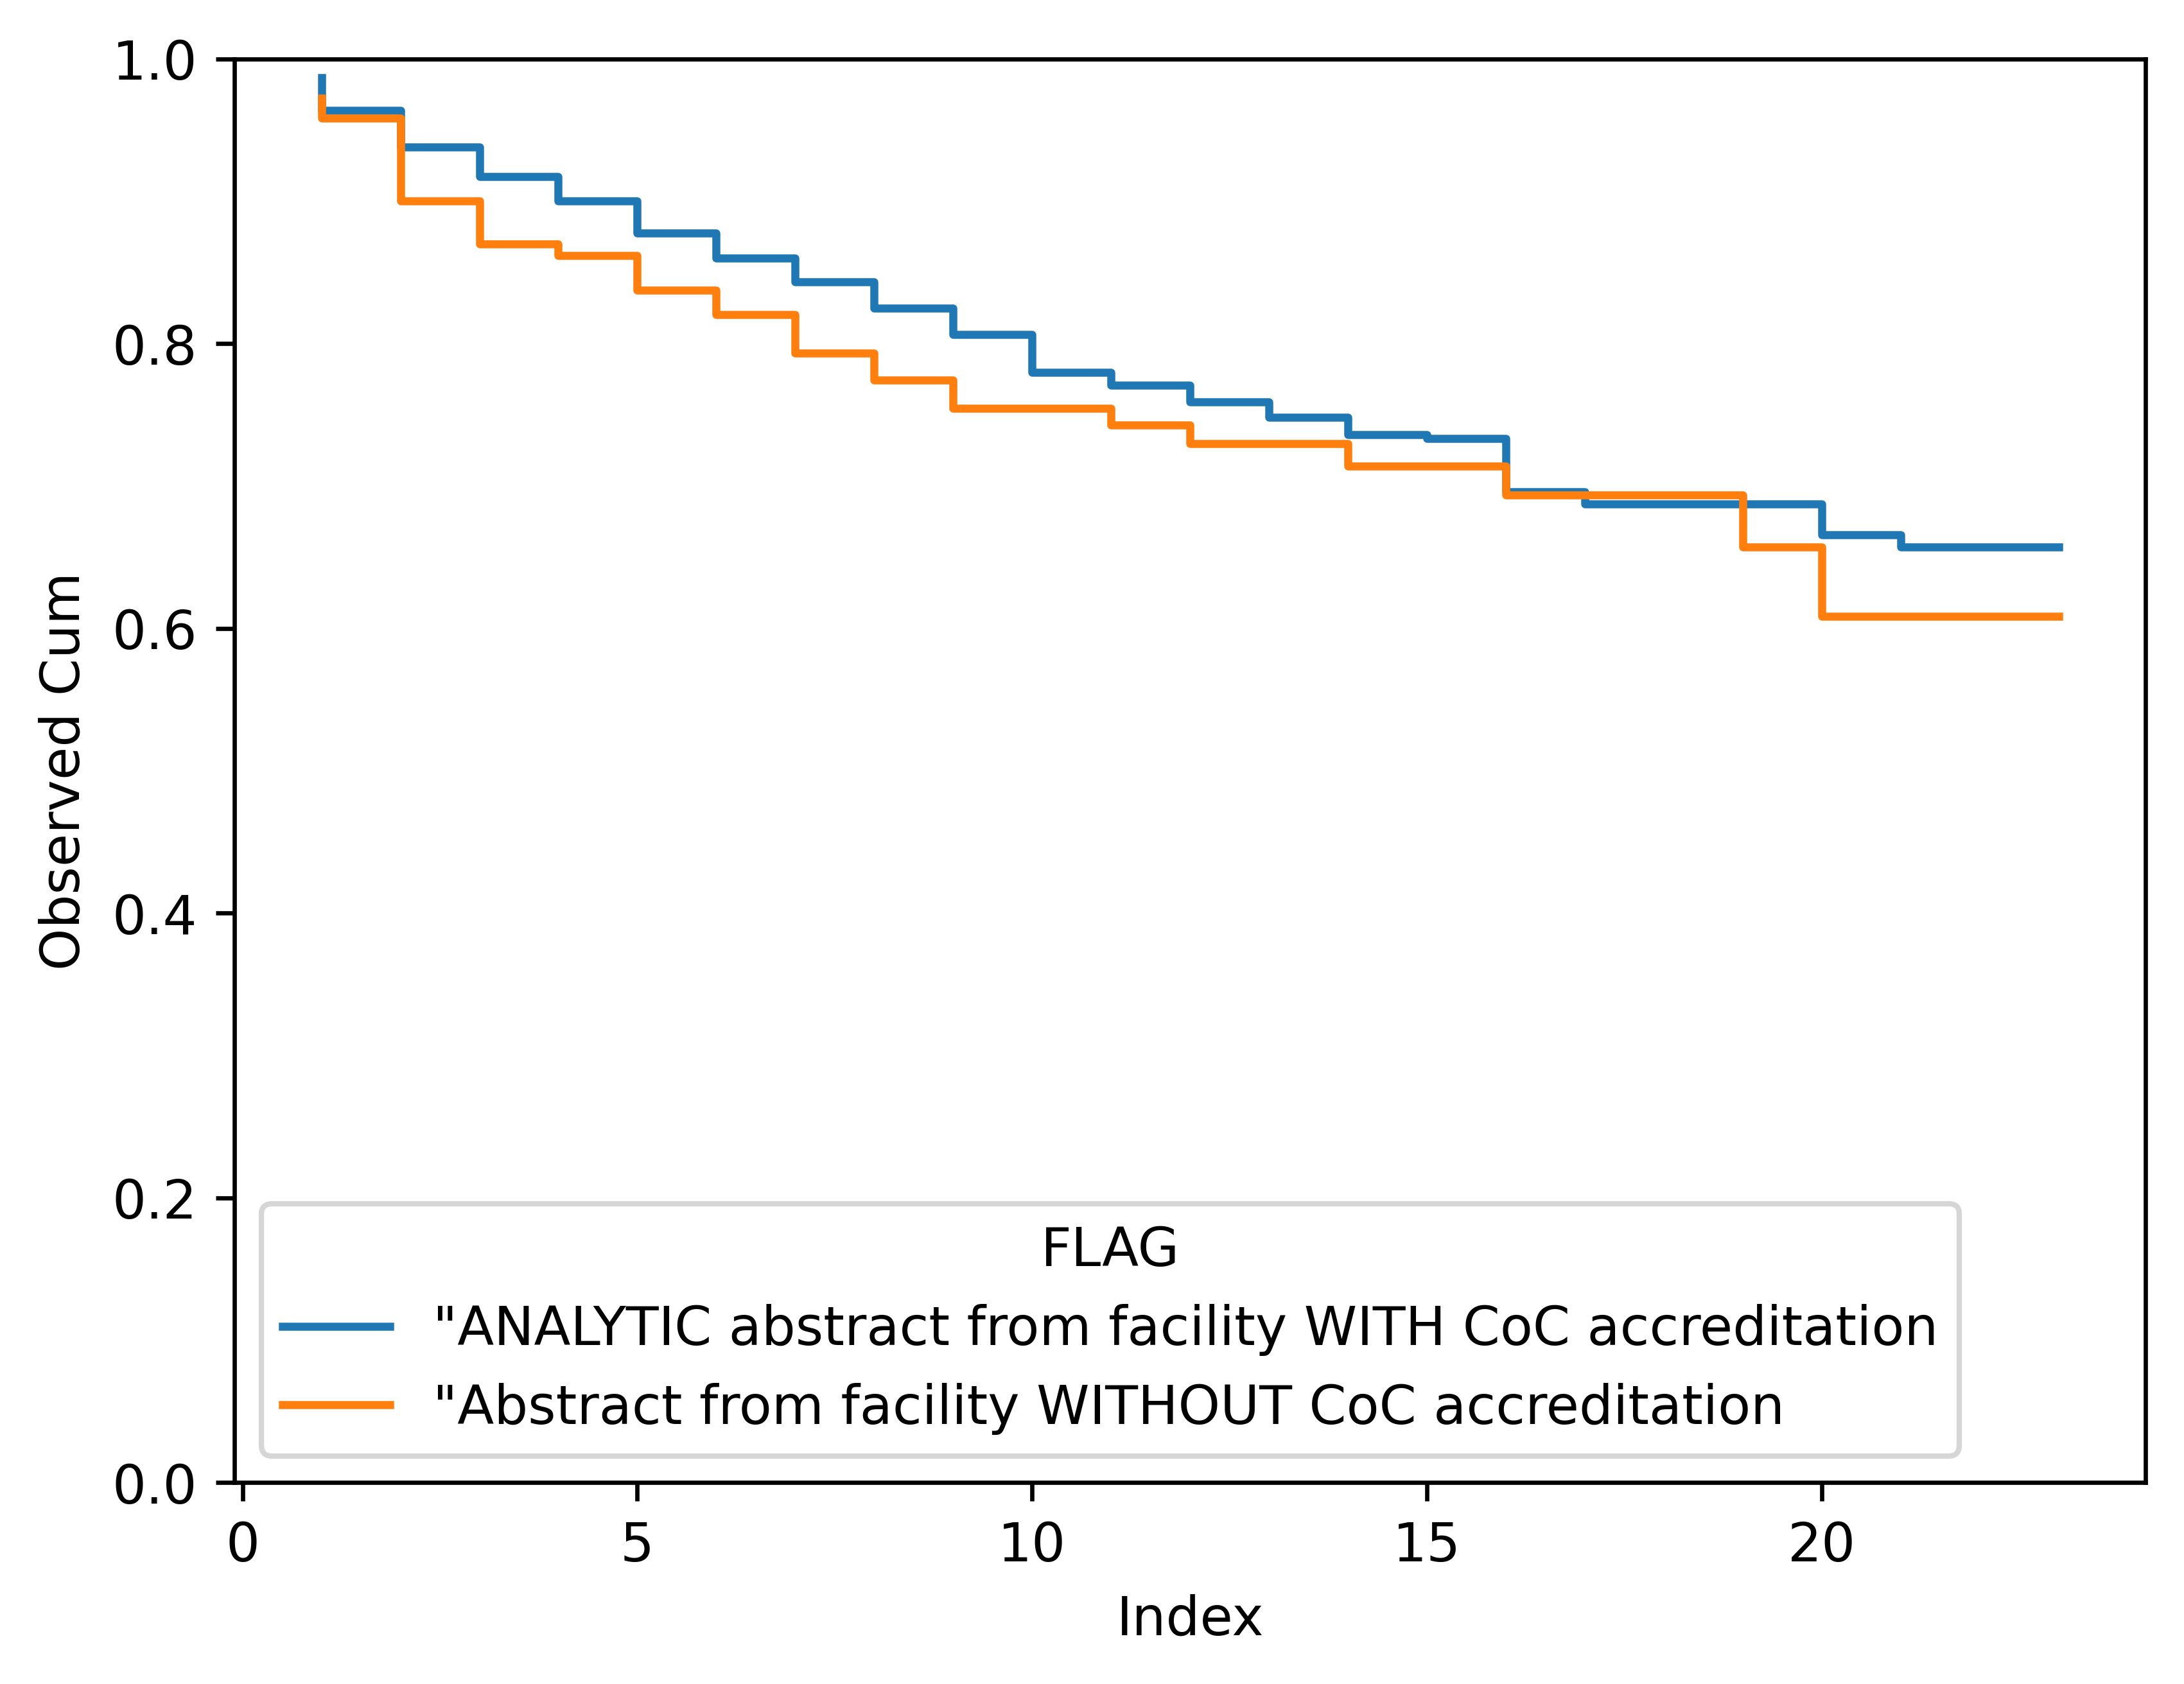 1.0
0.8
0.6
0.4
0.2
0.0
Observed Cum
FLAG
"ANALYTIC abstract from facility WITH CoC accreditation
"Abstract from facility WITHOUT CoC accreditation
0 5 10 15 20
Index